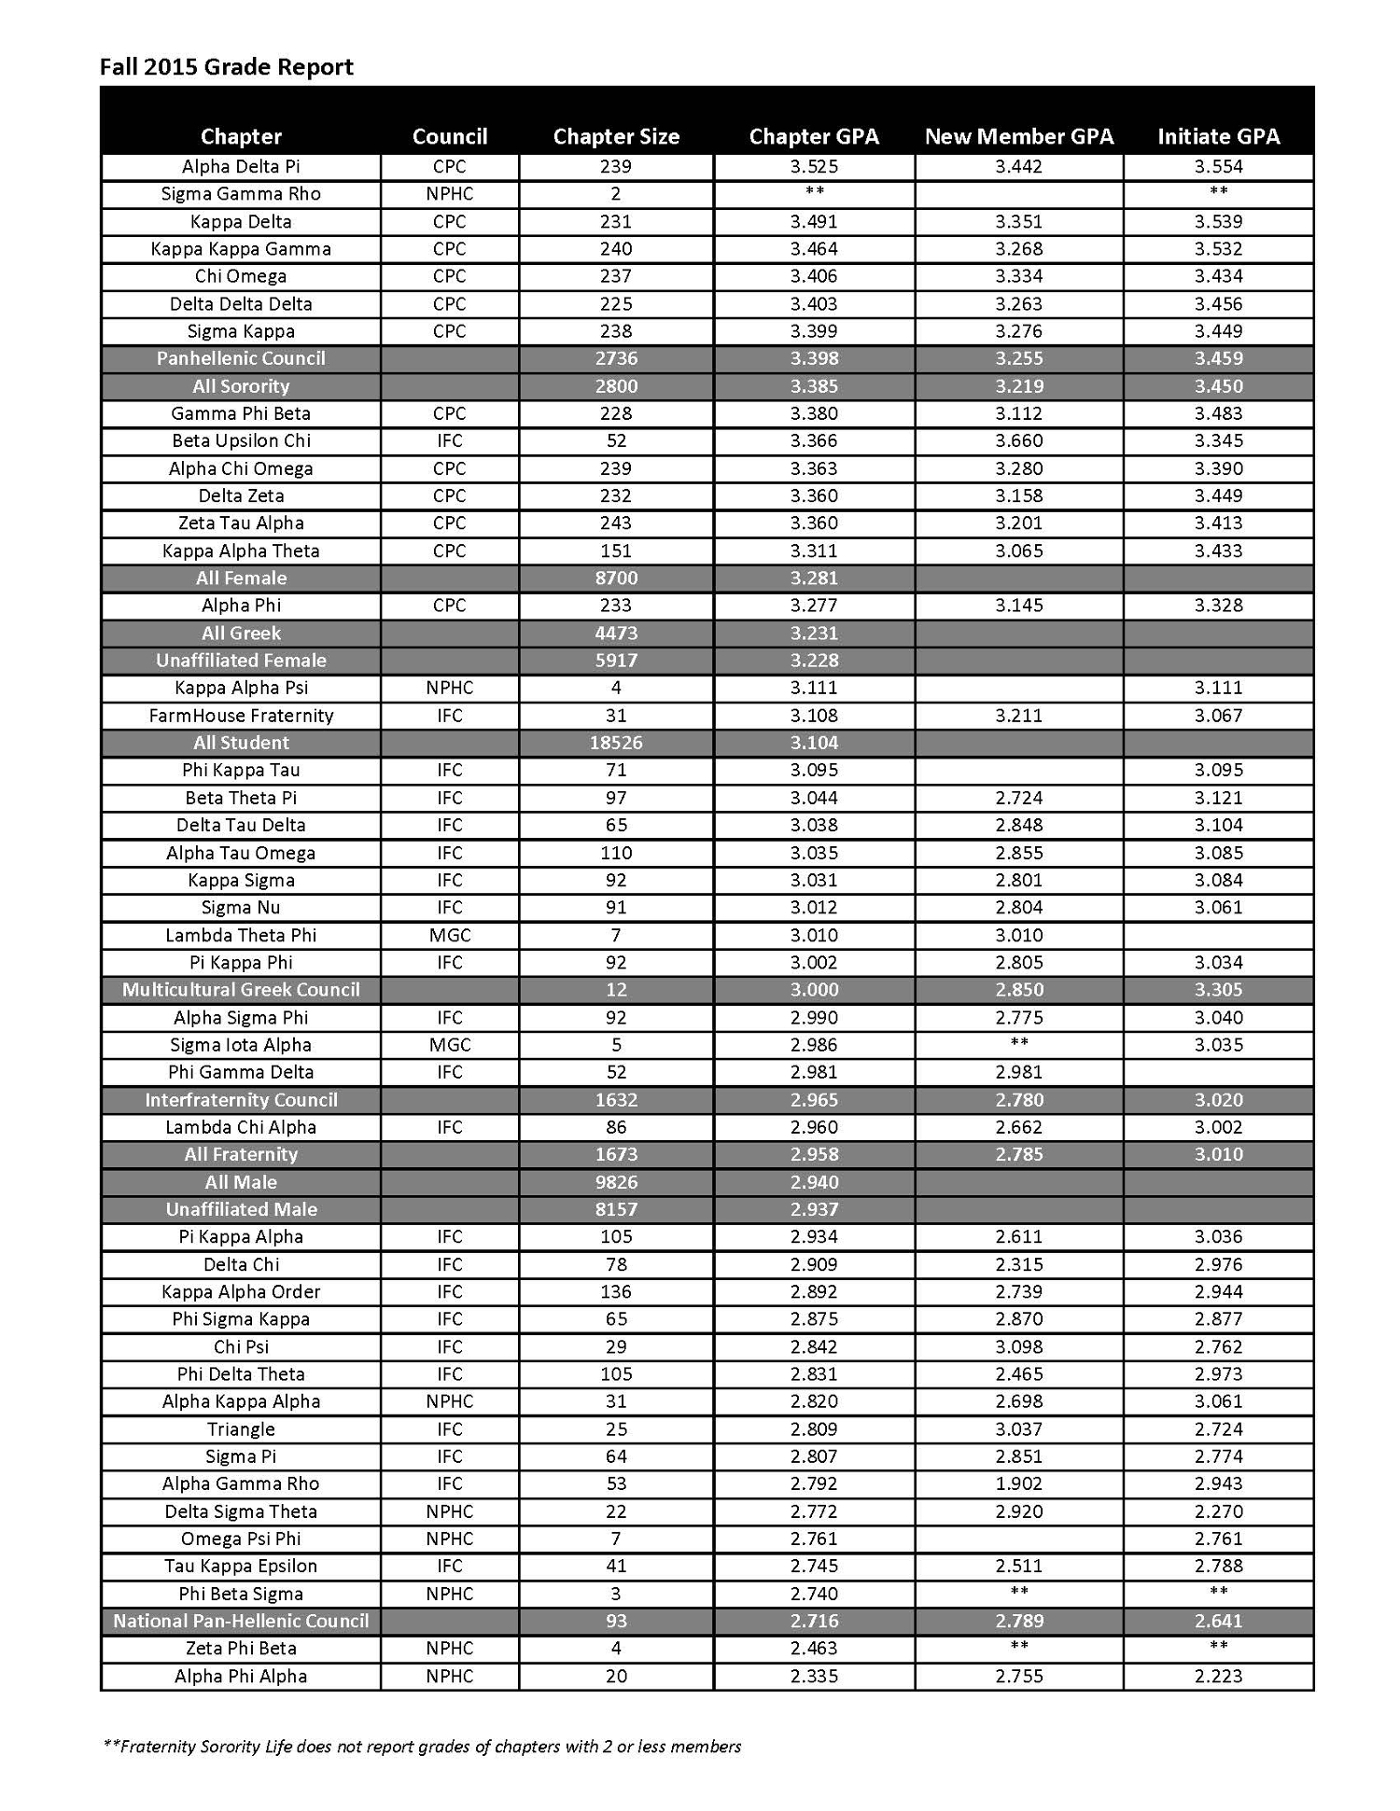 Fall 2015 Grade Report
Chapter Council Chapter Size Chapter GPA New Member GPA Initiate GPA
Alpha Delta Pi CPC 239 3.525 3.442 3.554
Sigma Gamma Rho NPHC 2 ** **
Kappa Delta CPC 231 3.491 3.351 3.539
Kappa Kappa Gamma CPC 240 3.464 3.268 3.532
Chi Omega CPC 237 3.406 3.334 3.434
Delta Delta Delta CPC 225 3.403 3.263 3.456
Sigma Kappa CPC 238 3.399 3.276 3.449
Panhellenic Council 2736 3.398 3.255 3.459
All Sorority 2800 3.385 3.219 3.450
Gamma Phi Beta CPC 228 3.380 3.112 3.483
Beta Upsilon Chi IFC 52 3.366 3.660 3.345
Alpha Chi Omega CPC 239 3.363 3.280 3.390
Delta Zeta CPC 232 3.360 3.158 3.449
Zeta Tau Alpha CPC 243 3.360 3.201 3.413
Kappa Alpha Theta CPC 151 3.311 3.065 3.433
All Female 8700 3.281
Alpha Phi CPC 233 3.277 3.145 3.328
All Greek 4473 3.231
Unaffiliated Female 5917 3.228
Kappa Alpha Psi NPHC 4 3.111 3.111
FarmHouse Fraternity IFC 31 3.108 3.211 3.067
All Student 18526 3.104
Phi Kappa Tau IFC 71 3.095 3.095
Beta Theta Pi IFC 97 3.044 2.724 3.121
Delta Tau Delta IFC 65 3.038 2.848 3.104
Alpha Tau Omega IFC 110 3.035 2.855 3.085
Kappa Sigma IFC 92 3.031 2.801 3.084
Sigma Nu IFC 91 3.012 2.804 3.061
Lambda Theta Phi MGC 7 3.010 3.010
Pi Kappa Phi IFC 92 3.002 2.805 3.034
Multicultural Greek Council 12 3.000 2.850 3.305
Alpha Sigma Phi IFC 92 2.990 2.775 3.040
Sigma Iota Alpha MGC 5 2.986 ** 3.035
Phi Gamma Delta IFC 52 2.981 2.981
Interfraternity Council 1632 2.965 2.780 3.020
Lambda Chi Alpha IFC 86 2.960 2.662 3.002
All Fraternity 1673 2.958 2.785 3.010
All Male 9826 2.940
Unaffiliated Male 8157 2.937
Pi Kappa Alpha IFC 105 2.934 2.611 3.036
Delta Chi IFC 78 2.909 2.315 2.976
Kappa Alpha Order IFC 136 2.892 2.739 2.944
Phi Sigma Kappa IFC 65 2.875 2.870 2.877
Chi Psi IFC 29 2.842 3.098 2.762
Phi Delta Theta IFC 105 2.831 2.465 2.973
Alpha Kappa Alpha NPHC 31 2.820 2.698 3.061
Triangle IFC 25 2.809 3.037 2.724
Sigma Pi IFC 64 2.807 2.851 2.774
Alpha Gamma Rho IFC 53 2.792 1.902 2.943
Delta Sigma Theta NPHC 22 2.772 2.920 2.270
Omega Psi Phi NPHC 7 2.761 2.761
Tau Kappa Epsilon IFC 41 2.745 2.511 2.788
Phi Beta Sigma NPHC 3 2.740 ** **
National Pan-Hellenic Council 93 2.716 2.789 2.641
Zeta Phi Beta NPHC 4 2.463 ** **
Alpha Phi Alpha NPHC 20 2.335 2.755 2.223
**Fraternity Sorority Life does not report grades of chapters with 2 or less members